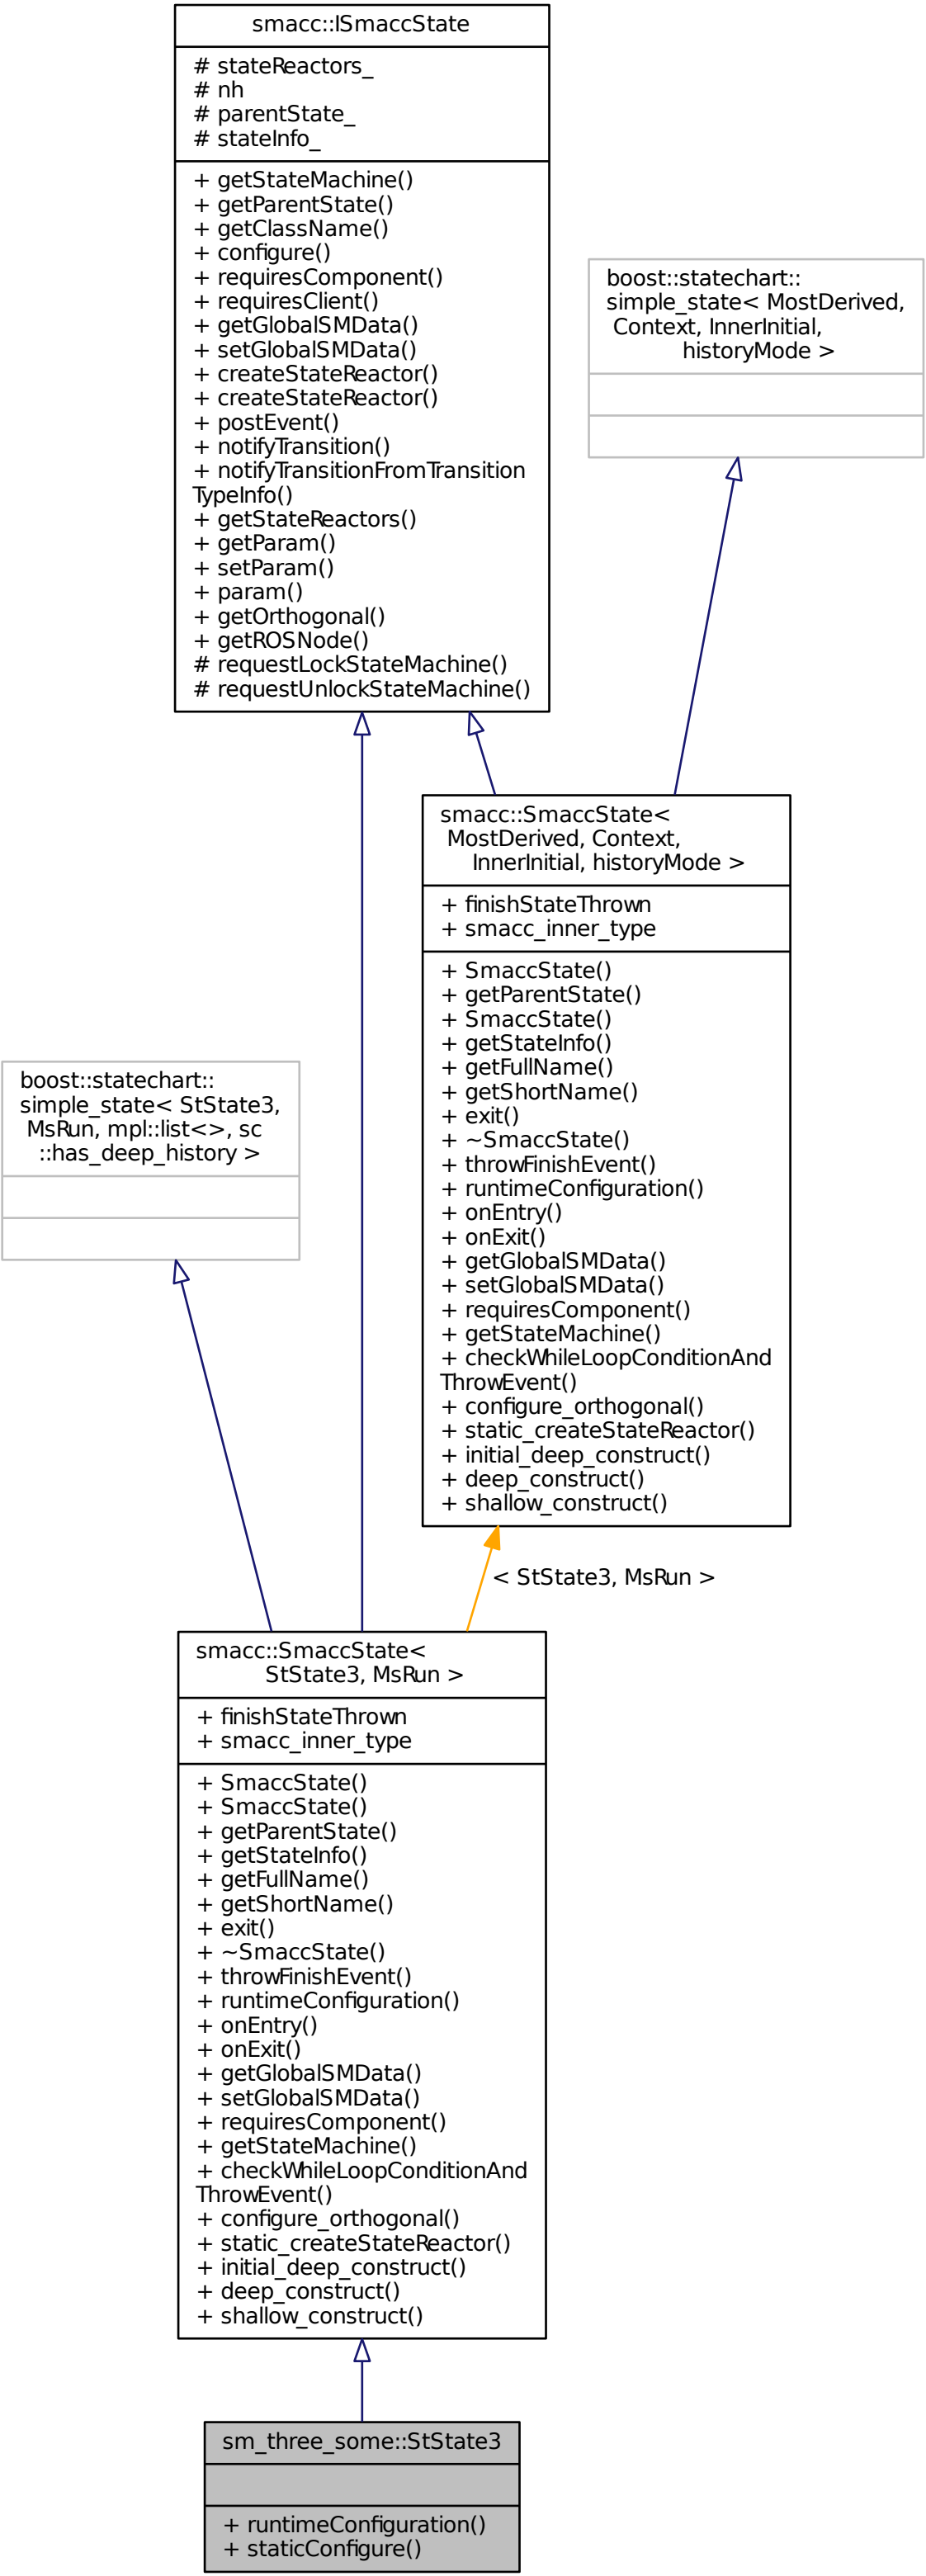 smacc::ISmaccState
# stateReactors_
# nh
# parentState_
# stateInfo_
+ getStateMachine()
+ getParentState()
+ getClassName()
+ configure()
+ requiresComponent()
+ requiresClient()
+ getGlobalSMData()
+ setGlobalSMData()
+ createStateReactor()
+ createStateReactor()
+ postEvent()
+ notifyTransition()
+ notifyTransitionFromTransition
TypeInfo()
+ getStateReactors()
+ getParam()
+ setParam()
+ param()
+ getOrthogonal()
+ getROSNode()
# requestLockStateMachine()
# requestUnlockStateMachine()
boost::statechart::
simple_state< MostDerived,
Context, InnerInitial,
historyMode >
smacc::SmaccState<
MostDerived, Context,
InnerInitial, historyMode >
+ finishStateThrown
+ smacc_inner_type
+ SmaccState()
+ getParentState()
+ SmaccState()
+ getStateInfo()
+ getFullName()
+ getShortName()
+ exit()
+ ~SmaccState()
+ throwFinishEvent()
+ runtimeConfiguration()
+ onEntry()
+ onExit()
+ getGlobalSMData()
+ setGlobalSMData()
+ requiresComponent()
+ getStateMachine()
+ checkWhileLoopConditionAnd
ThrowEvent()
+ configure_orthogonal()
+ static_createStateReactor()
+ initial_deep_construct()
+ deep_construct()
+ shallow_construct()
boost::statechart::
simple_state< StState3,
MsRun, mpl::list<>, sc
::has_deep_history >
< StState3, MsRun >
smacc::SmaccState<
StState3, MsRun >
+ finishStateThrown
+ smacc_inner_type
+ SmaccState()
+ SmaccState()
+ getParentState()
+ getStateInfo()
+ getFullName()
+ getShortName()
+ exit()
+ ~SmaccState()
+ throwFinishEvent()
+ runtimeConfiguration()
+ onEntry()
+ onExit()
+ getGlobalSMData()
+ setGlobalSMData()
+ requiresComponent()
+ getStateMachine()
+ checkWhileLoopConditionAnd
ThrowEvent()
+ configure_orthogonal()
+ static_createStateReactor()
+ initial_deep_construct()
+ deep_construct()
+ shallow_construct()
sm_three_some::StState3
+ runtimeConfiguration()
+ staticConfigure()